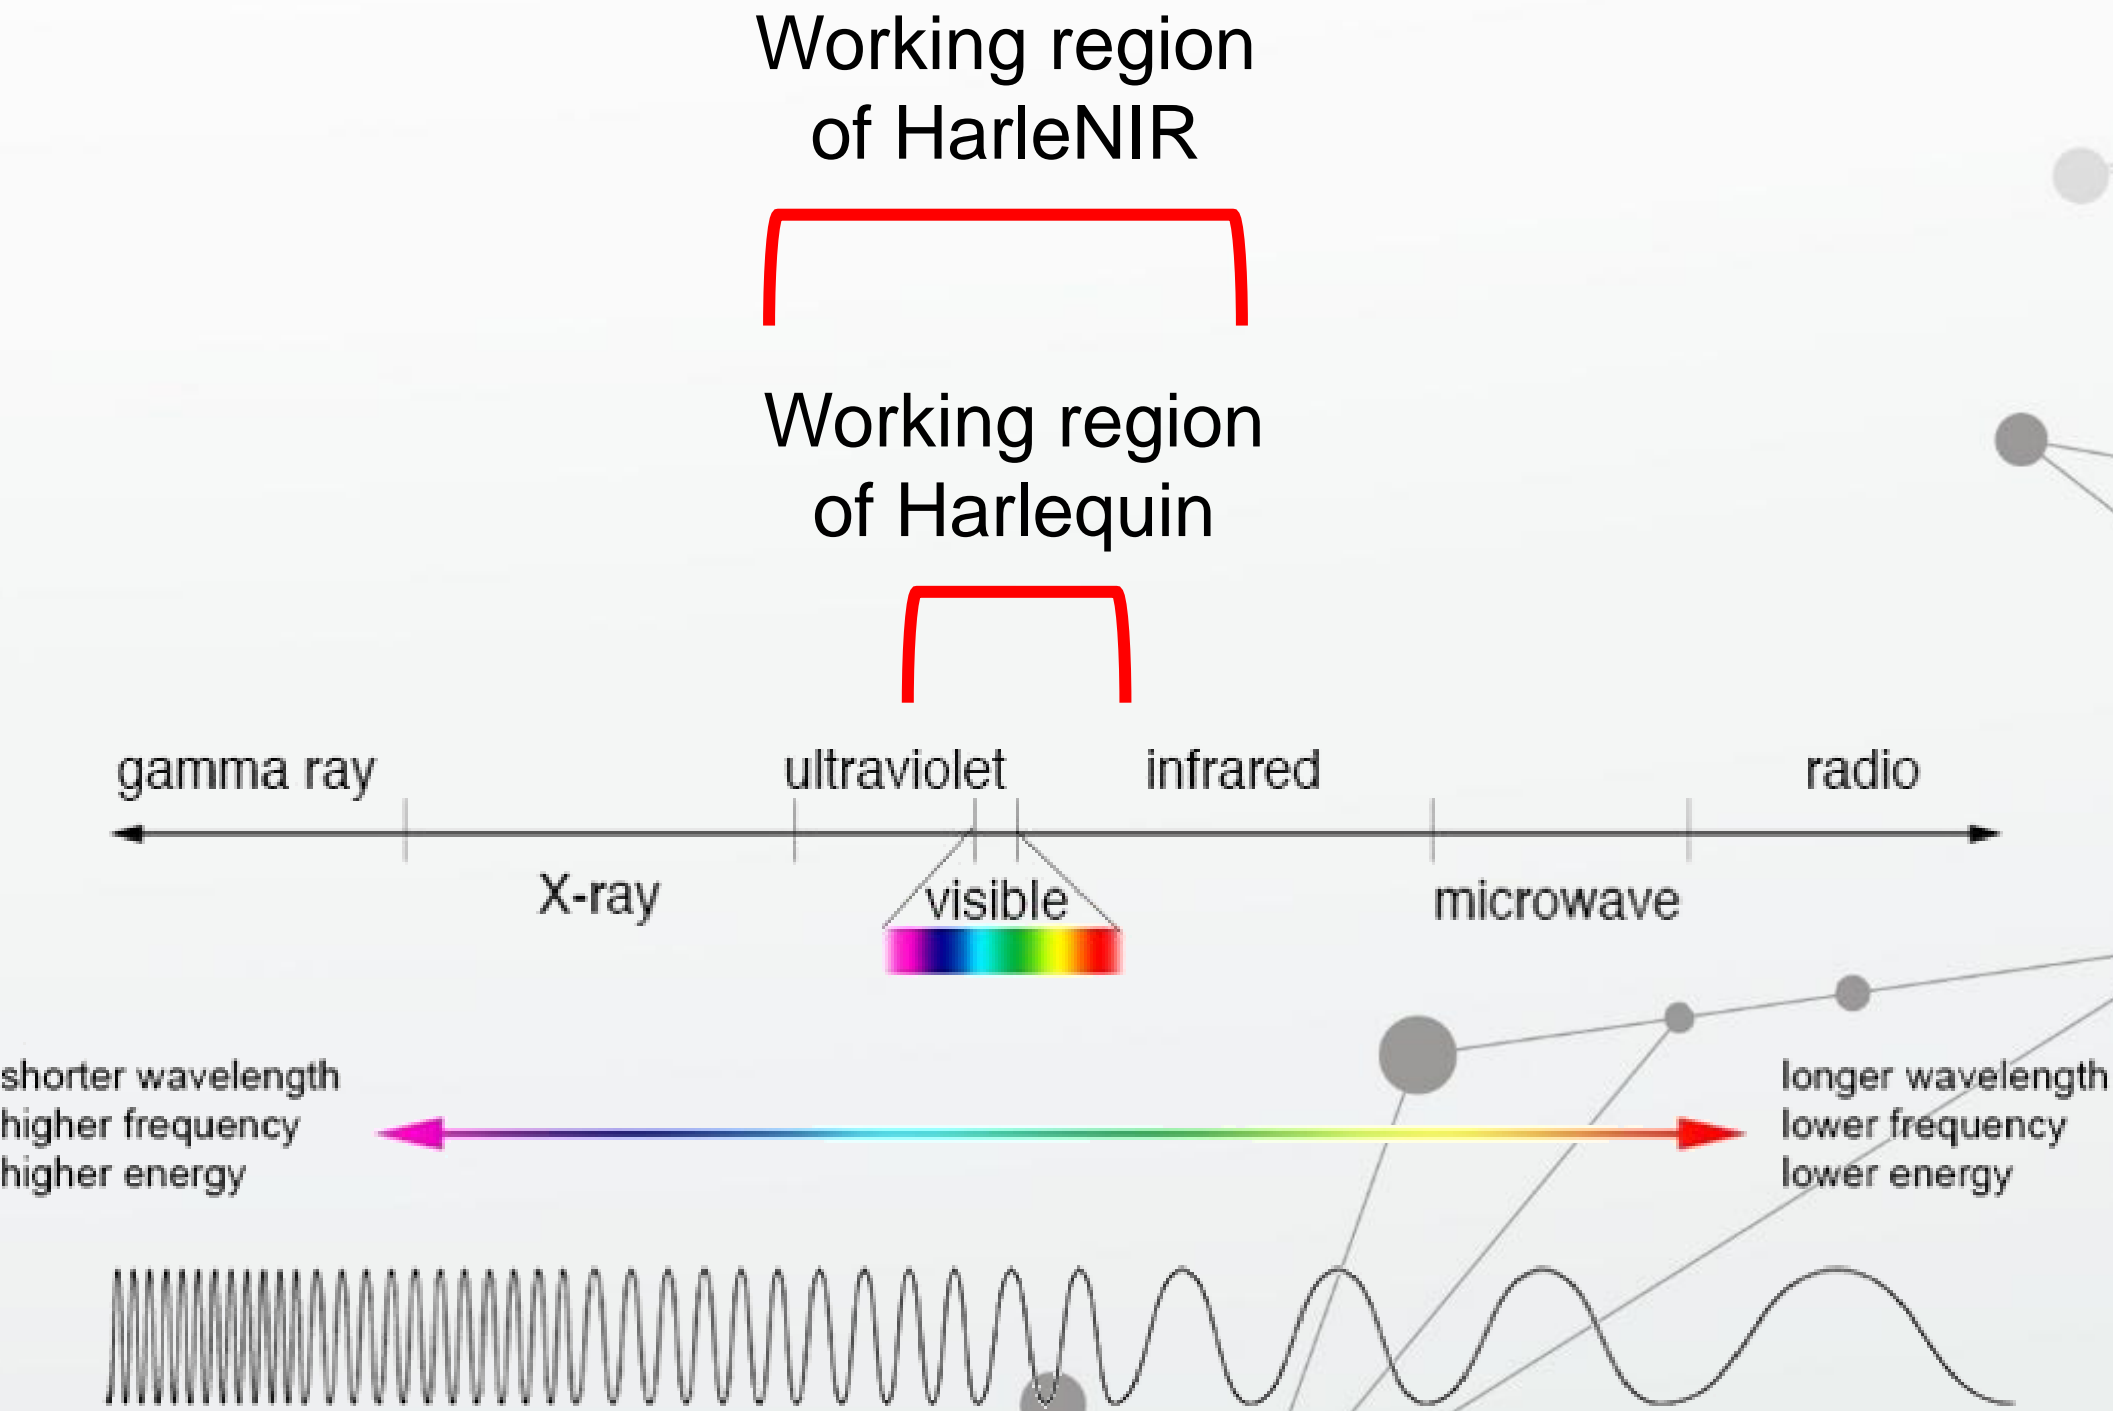 Working region
of HarleNIR
Working region
of Harlequin
gamma ray
ultraviolet
infrared
radio
X-ray
visible
microwave
shorter wavelength
higher frequency
higher energy
longer wavelength
lower frequency
lower energy